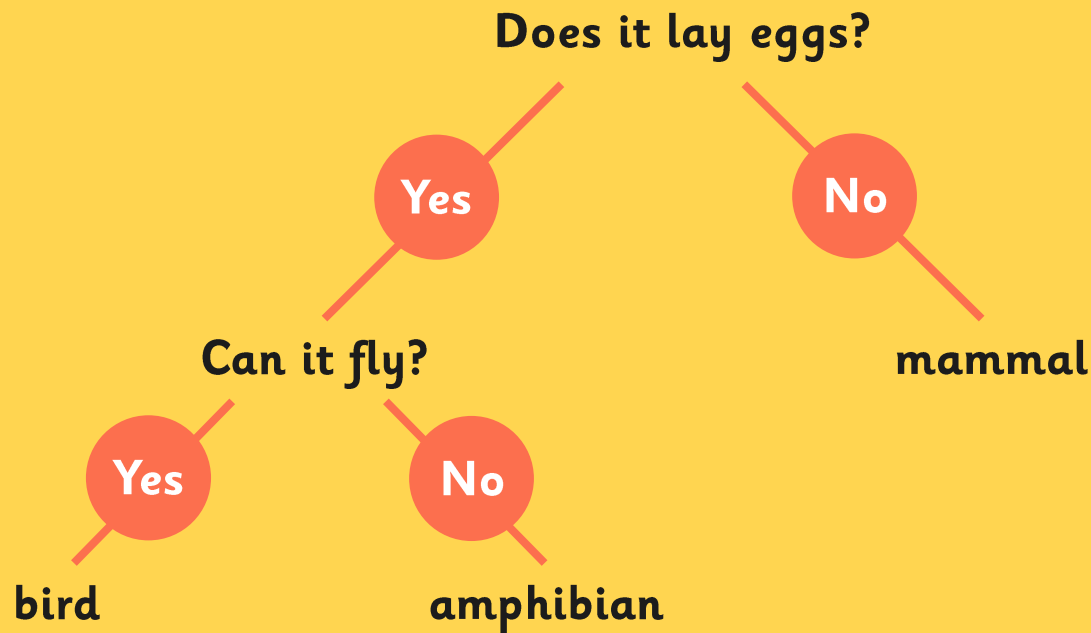 Does it lay eggs?
Yes
No
Can it fly?
mammal
Yes
No
bird
amphibian